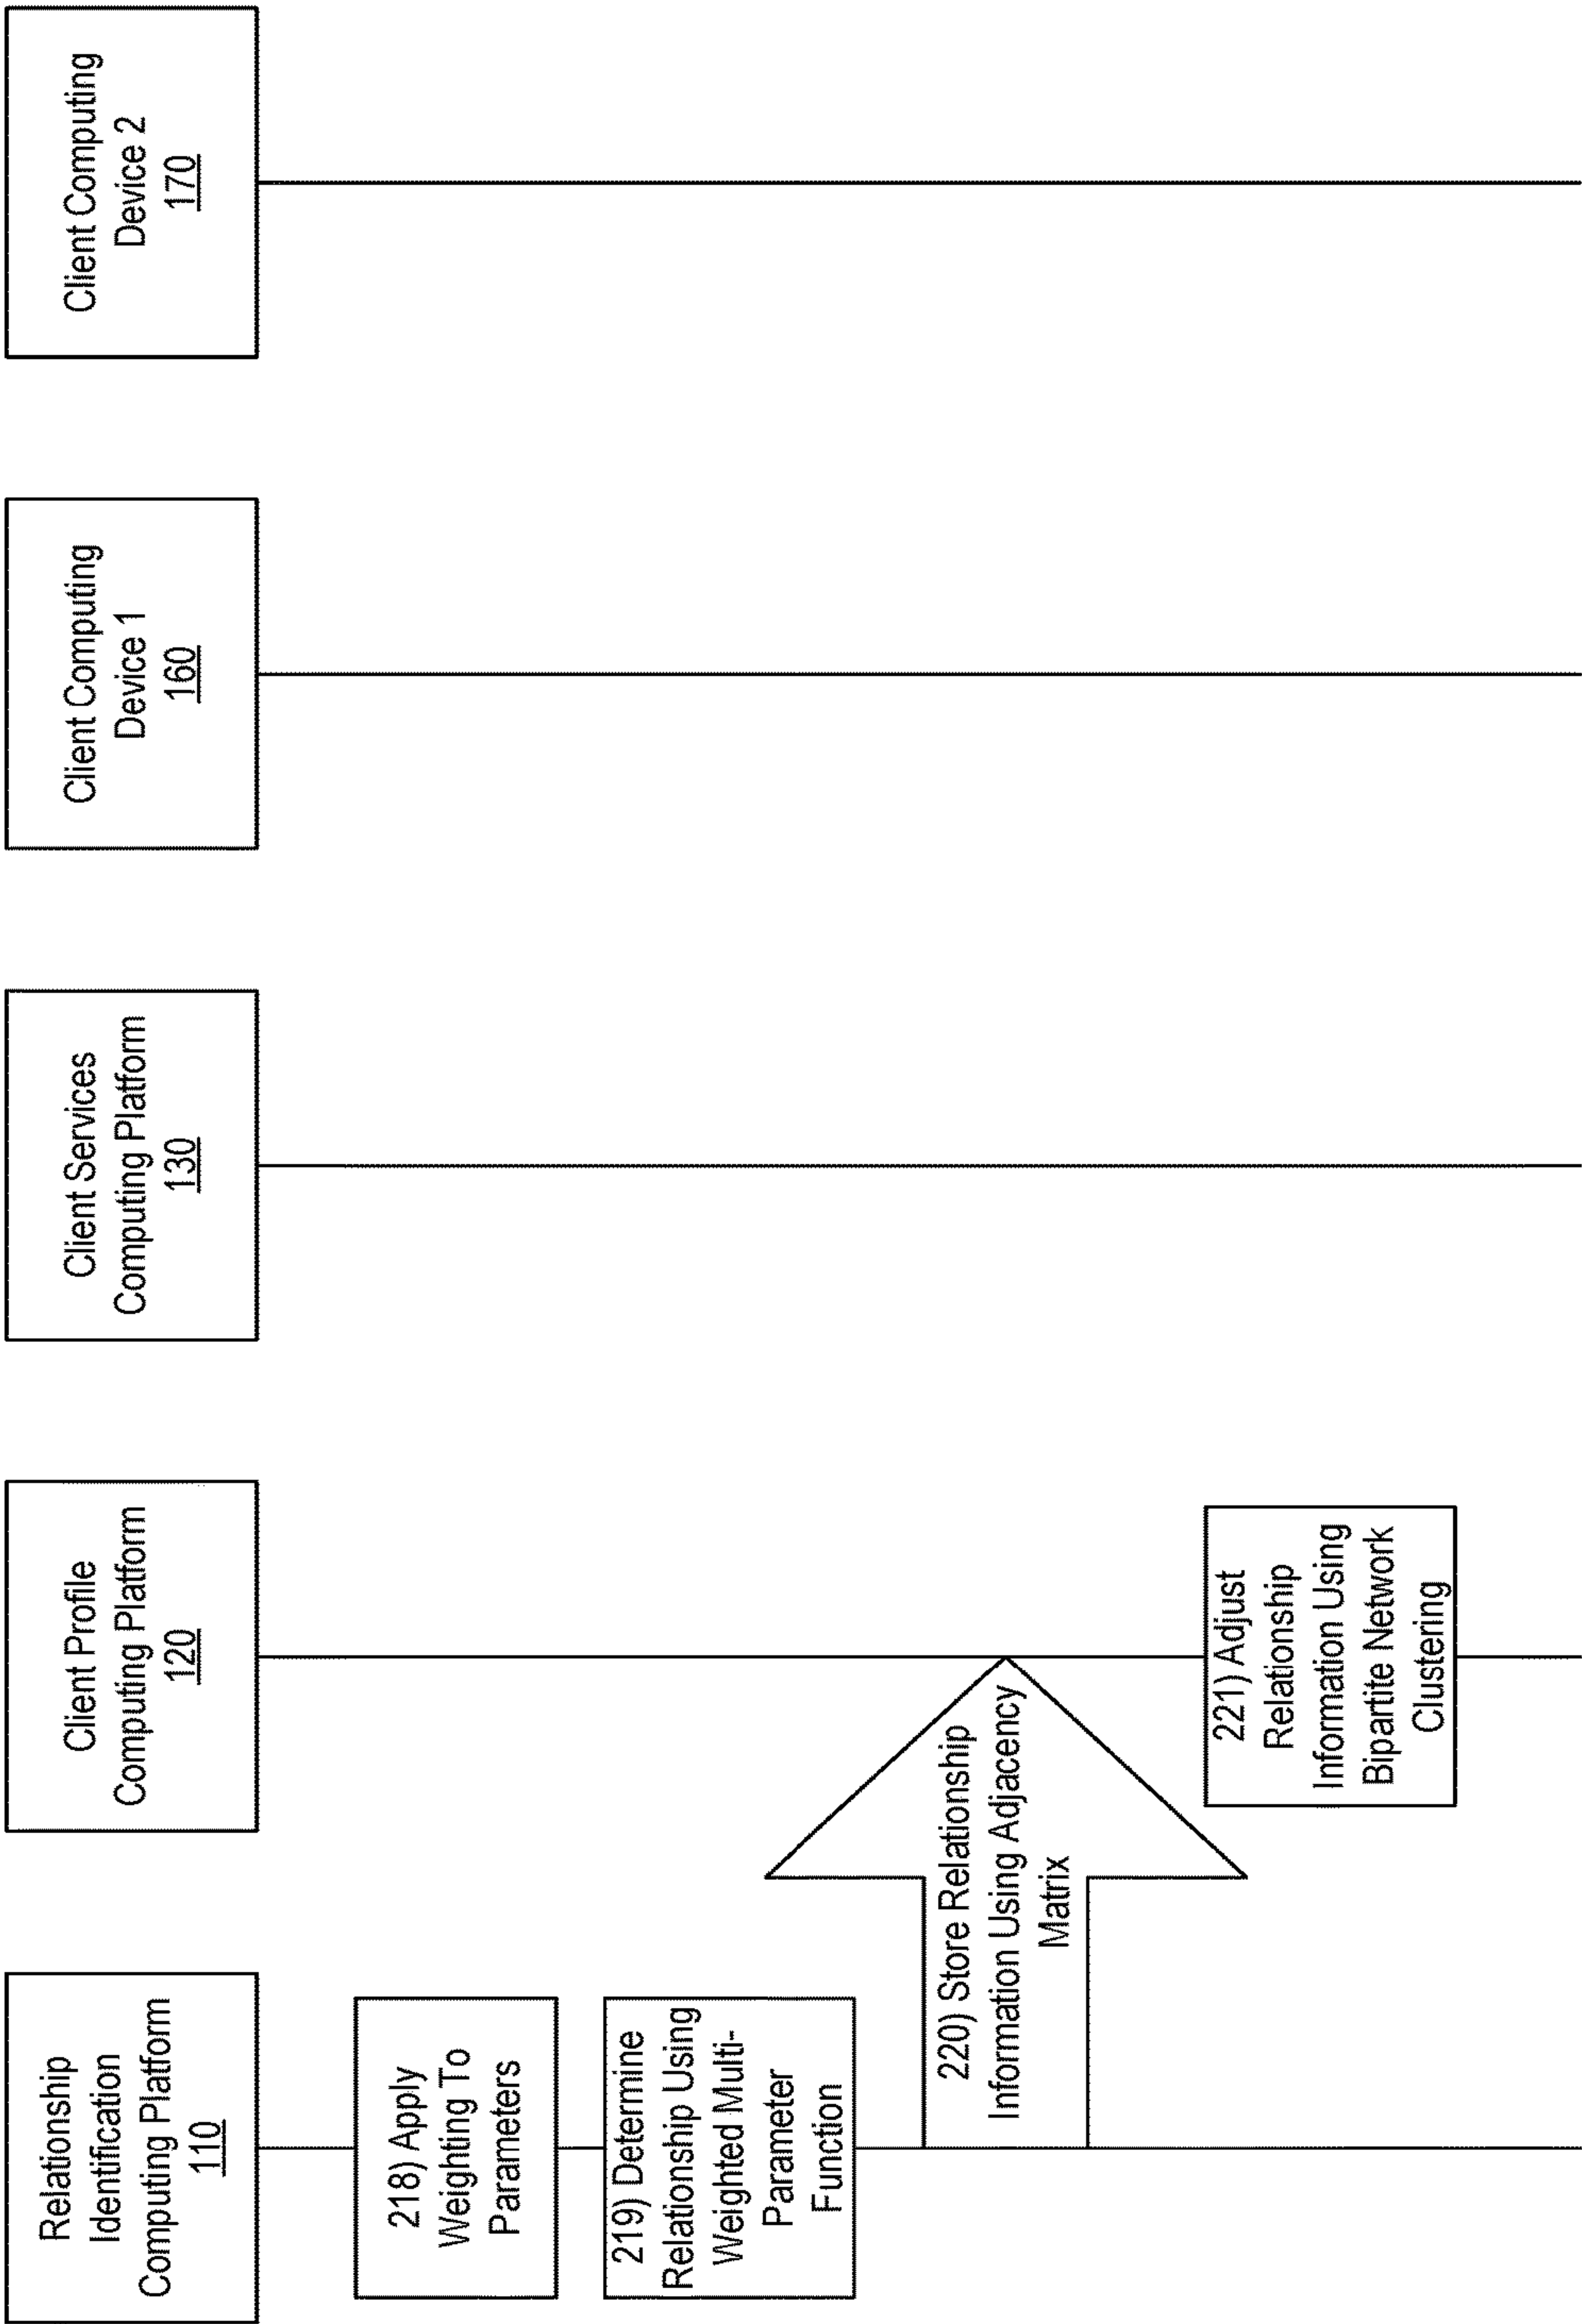 Relationship
Identification
Computing Platform
110
Client Profile
Computing Platform
120
Client Services
Computing Platform
130
Client Computing
Device 1
160
Client Computing
Device 2
170
218) Apply
Weighting To
Parameters
219) Determine
Relationship Using
Weighted Multi-
Parameter
Function
220) Store Relationship
Information Using Adjacency
Matrix
221) Adjust
Relationship
Information Using
Bipartite Network
Clustering